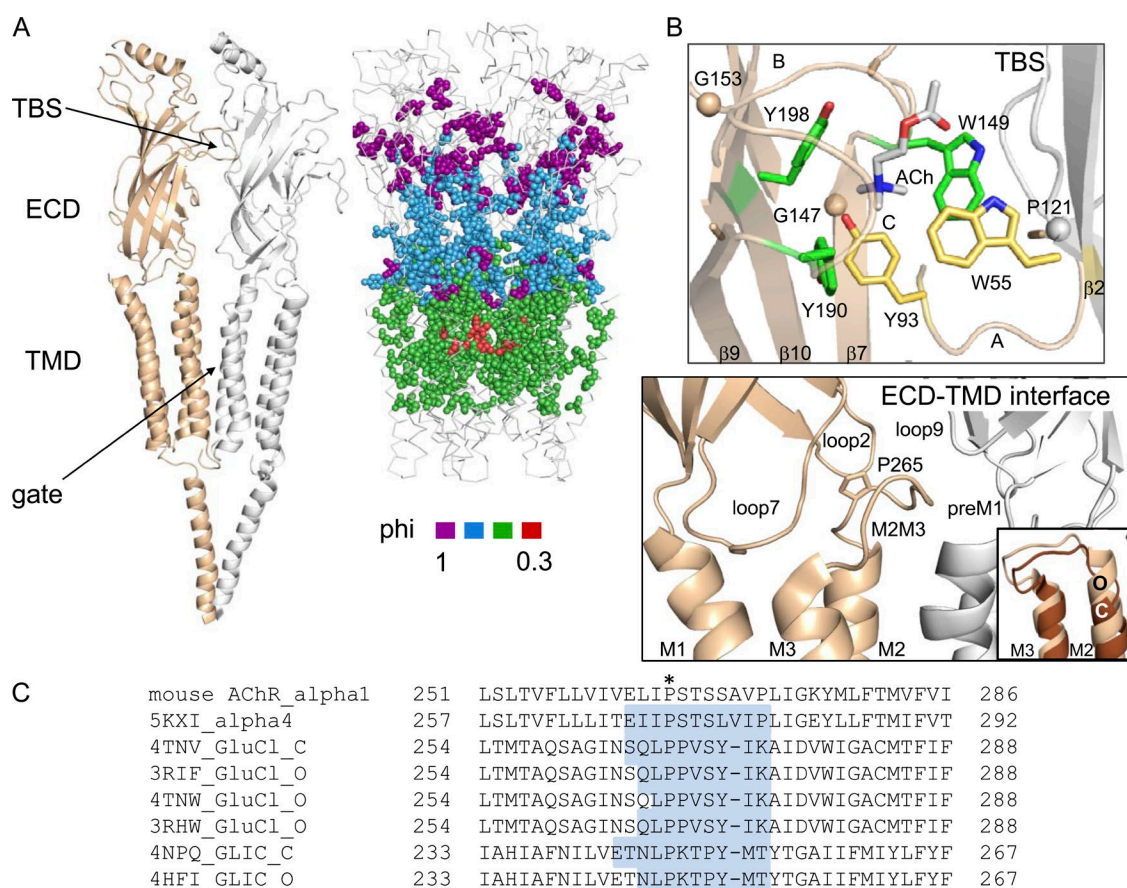 A
TBS
ECD
TMD
gate
phi
1 0.3
B
TBS
B
G153
Y198
W149
ACh
P121
G147
C
W55
β2
Y190
Y93
A
β9 β10 β7
ECD-TMD interface
loop9
loop2
P265
loop7
preM1
M2M3
O
C
M3 M2
M1 M3 M2
C
*
mouse AChR_alpha1 251 LSLTVFLLVIVELIPSTSSAVPLIGKYMLFTMVFVI 286
5KXI_alpha4 257 LSLTVFLLLITEIIPSTSLVIPLIGEYLLFTMIFVT 292
4TNV_GluCl_C 254 LTMTAQSAGINSQLPPVSY-IKAIDVWIGACMTFIF 288
3RIF_GluCl_O 254 LTMTAQSAGINSQLPPVSY-IKAIDVWIGACMTFIF 288
4TNW_GluCl_O 254 LTMTAQSAGINSQLPPVSY-IKAIDVWIGACMTFIF 288
3RHW_GluCl_O 254 LTMTAQSAGINSQLPPVSY-IKAIDVWIGACMTFIF 288
4NPQ_GLIC_C 233 IAHIAFNILVETNLPKTPY-MTYTGAIIFMIYLFYF 267
4HFI_GLIC_O 233 IAHIAFNILVETNLPKTPY-MTYTGAIIFMIYLFYF 267